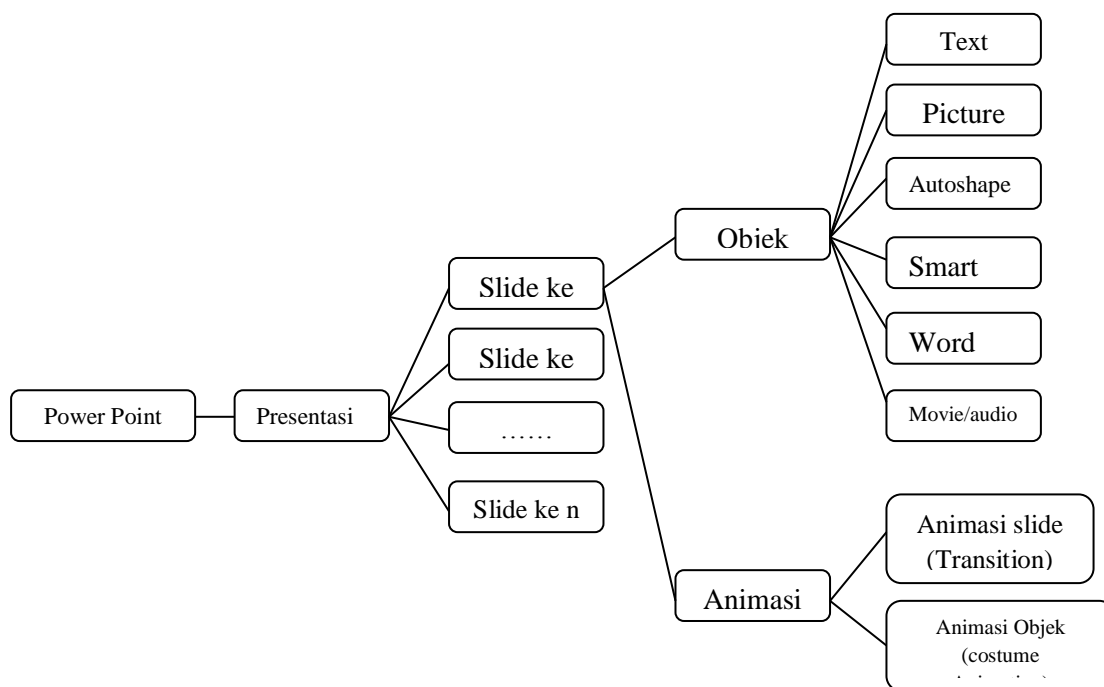 Power Point
Presentasi
Slide ke
Slide ke
……
Slide ke n
Objek
Text
Picture
Autoshape
Smart
Word
Movie/audio
Animasi
Animasi slide
(Transition)
Animasi Objek
(costume